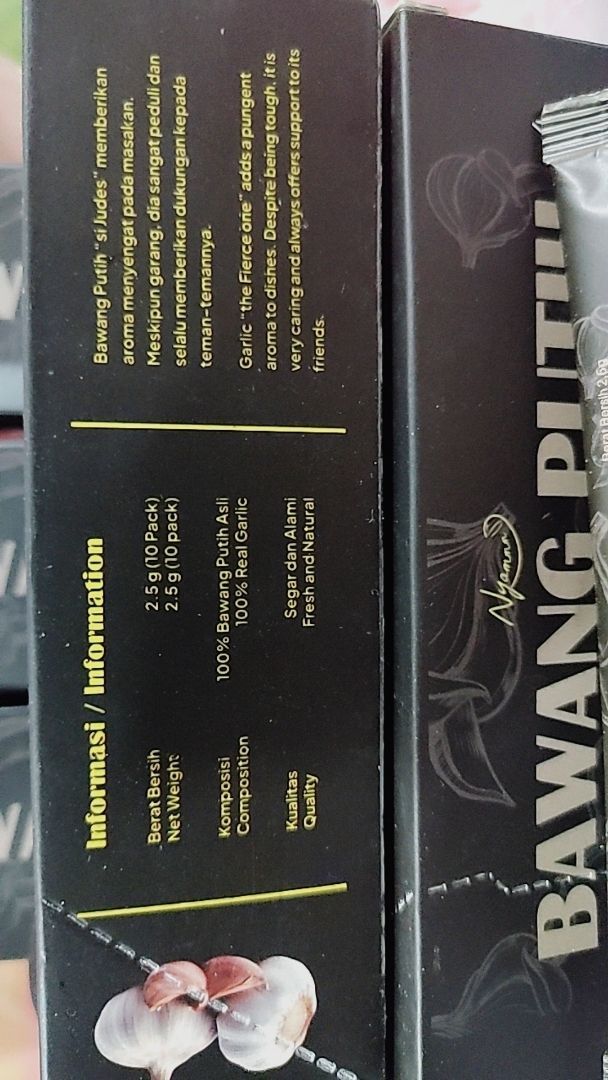 Informasi / Information
Berat Bersih 2.5 g (10 Pack)
Net Weight 2.5 g (10 pack)
Komposisi 100% Bawang Putih Asli
Composition 100% Real Garlic
Kualitas Segar dan Alami
Quality Fresh and Natural
Bawang Putih "si Judes" memberikan
aroma menyengat pada masakan.
Meskipun garang, dia sangat peduli dan
selalu memberikan dukungan kepada
teman-temannya.
Garlic "the Fierce one" adds a pungent
aroma to dishes. Despite being tough, it is
very caring and always offers support to its
friends.
Nyamnn
BAWANG PUTIH
Berat Bersih 2.5g